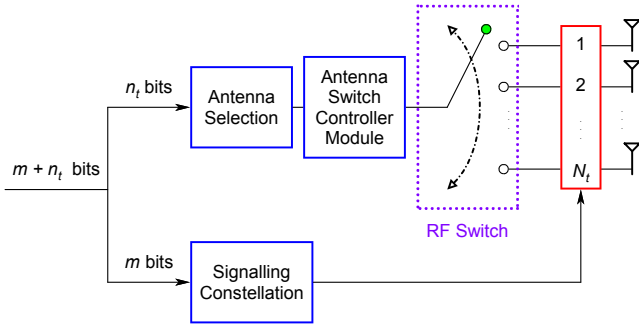 n_t bits
Antenna
Selection
Antenna
Switch
Controller
Module
1
2
N_t
m + n_t bits
RF Switch
m bits
Signalling
Constellation